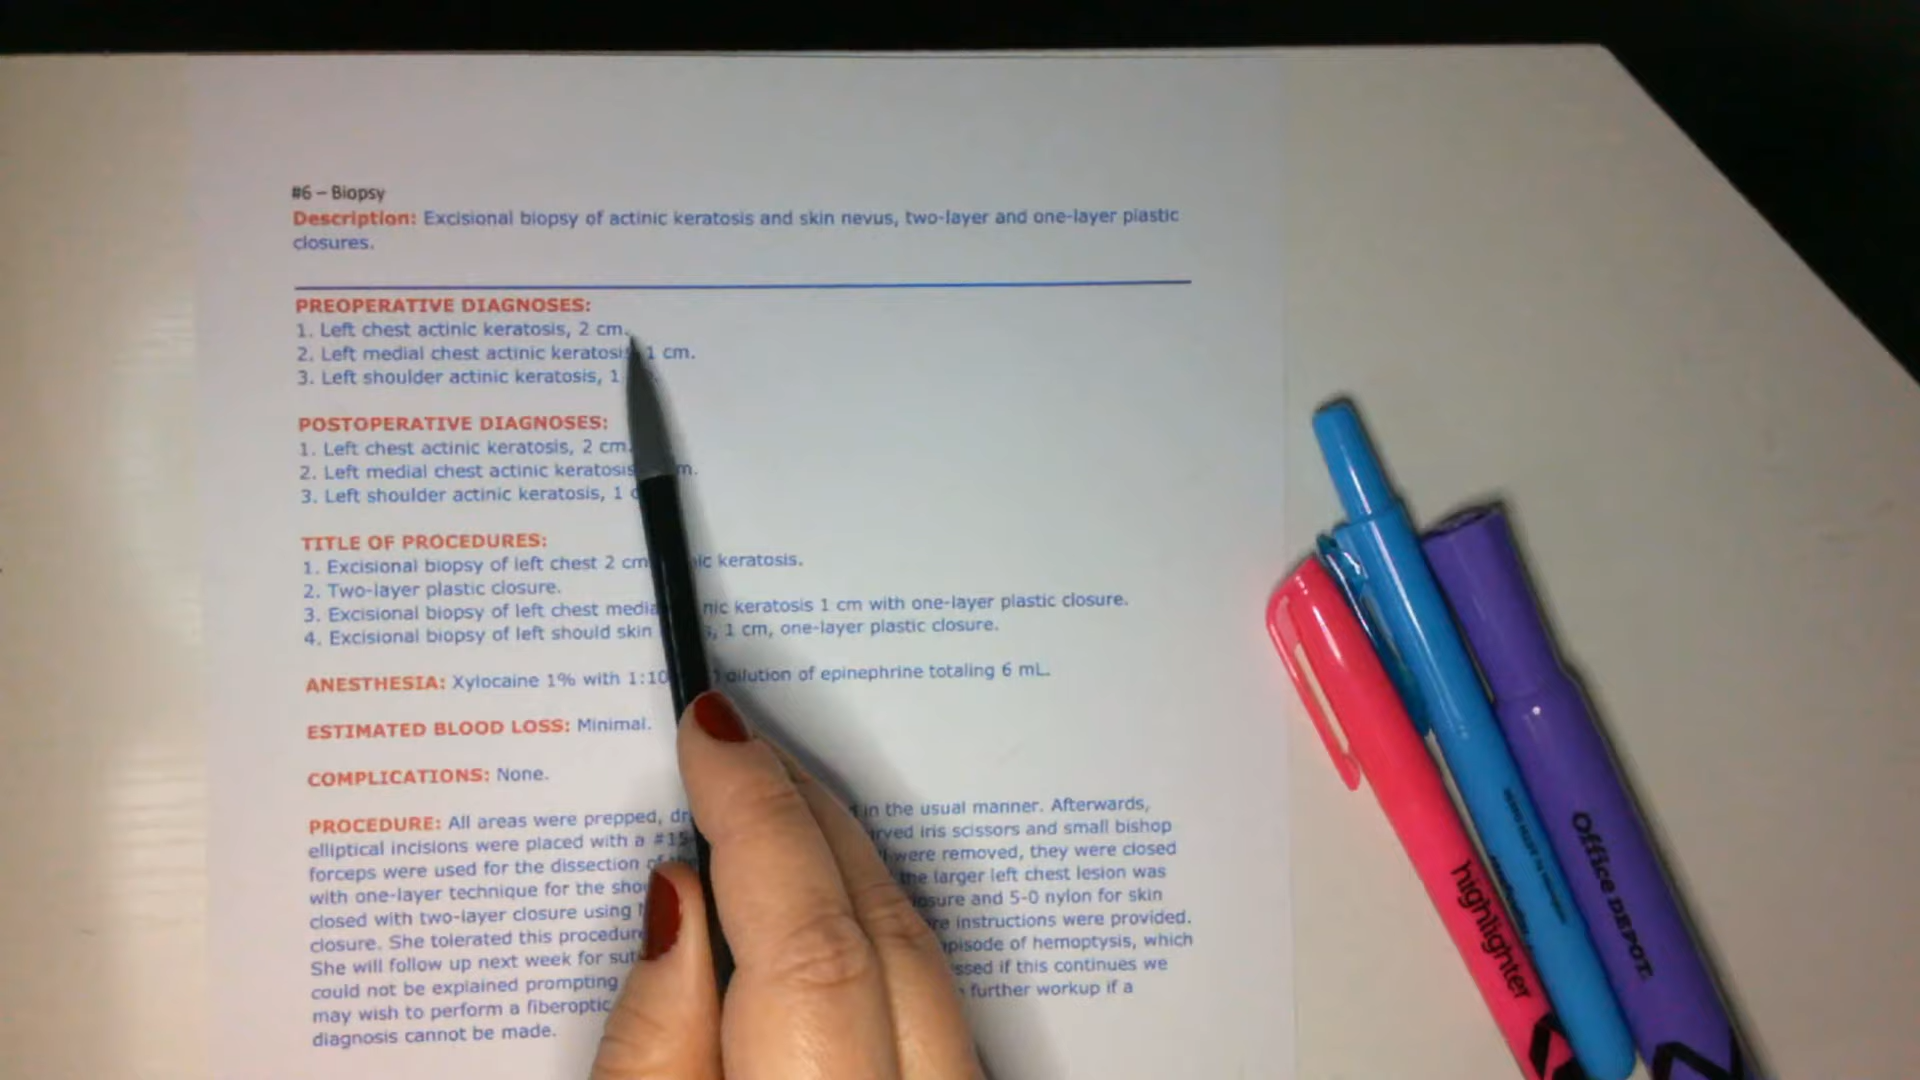 #6 – Biopsy
Description: Excisional biopsy of actinic keratosis and skin nevus, two-layer and one-layer plastic
closures.
PREOPERATIVE DIAGNOSES:
1. Left chest actinic keratosis, 2 cm.
2. Left medial chest actinic keratosis 1 cm.
3. Left shoulder actinic keratosis, 1
POSTOPERATIVE DIAGNOSES:
1. Left chest actinic keratosis, 2 cm.
2. Left medial chest actinic keratosis
3. Left shoulder actinic keratosis, 1
TITLE OF PROCEDURES:
1. Excisional biopsy of left chest 2 cm keratosis.
2. Two-layer plastic closure.
3. Excisional biopsy of left chest keratosis 1 cm with one-layer plastic closure.
4. Excisional biopsy of left should skin 1 cm, one-layer plastic closure.
ANESTHESIA: Xylocaine 1% with dilution of epinephrine totaling 6 mL.
ESTIMATED BLOOD LOSS: Minimal.
COMPLICATIONS: None.
PROCEDURE: All areas were prepped, in the usual manner. Afterwards,
elliptical incisions were placed with a #15 iris scissors and small bishop
forceps were used for the dissection of were removed, they were closed
with one-layer technique for the the larger left chest lesion was
closed with two-layer closure using and 5-0 nylon for skin
closure. She tolerated this instructions were provided.
She will follow up next week for episode of hemoptysis, which
could not be explained prompting if this continues we
may wish to perform a fiberoptic further workup if a
diagnosis cannot be made.
highlighter
Office DEPOT